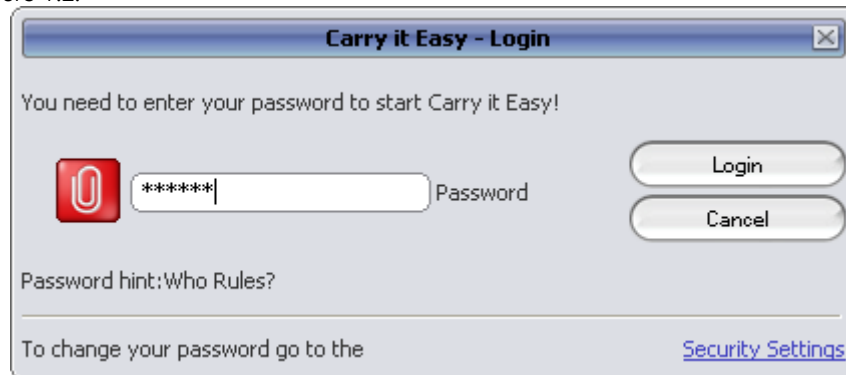 Carry it Easy - Login
You need to enter your password to start Carry it Easy!
****** Password
Login
Cancel
Password hint:Who Rules?
To change your password go to the Security Settings